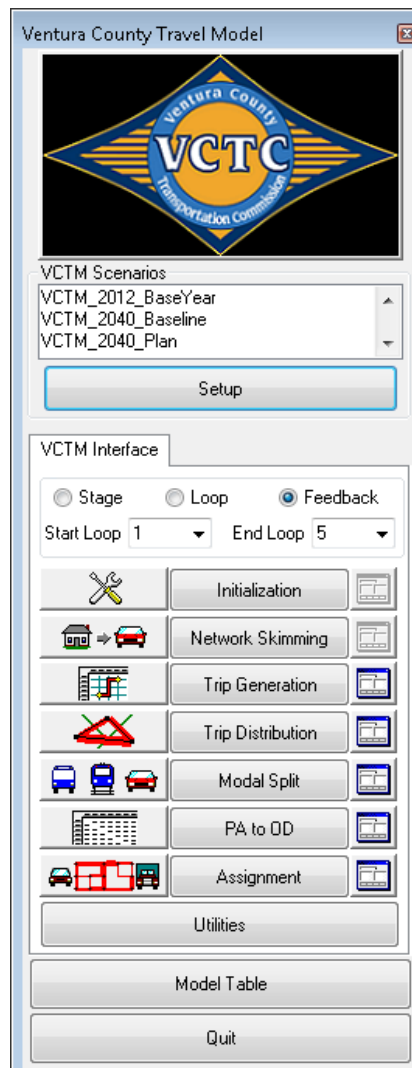 Ventura County Travel Model
Ventura County
VCTC
Transportation Commission
VCTM Scenarios
VCTM_2012_BaseYear
VCTM_2040_Baseline
VCTM_2040_Plan
Setup
VCTM Interface
Stage Loop Feedback
Start Loop 1 End Loop 5
Initialization
Network Skimming
Trip Generation
Trip Distribution
Modal Split
PA to OD
Assignment
Utilities
Model Table
Quit